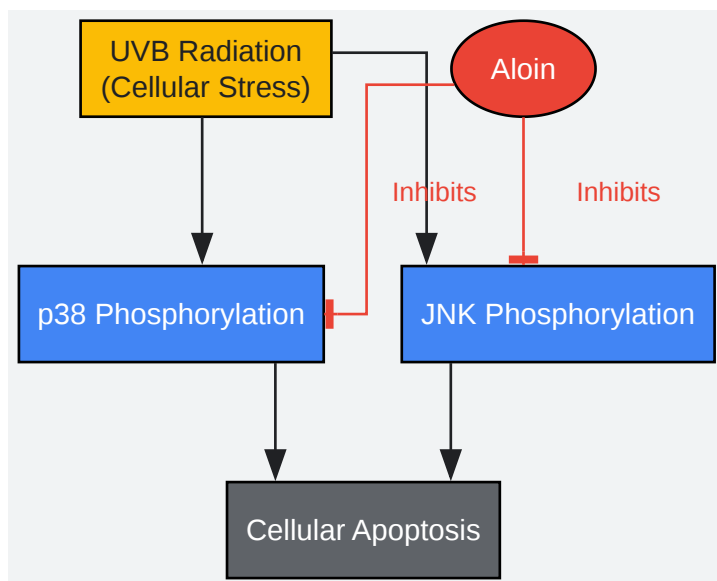 UVB Radiation
(Cellular Stress)
Aloin
Inhibits
Inhibits
p38 Phosphorylation
JNK Phosphorylation
Cellular Apoptosis